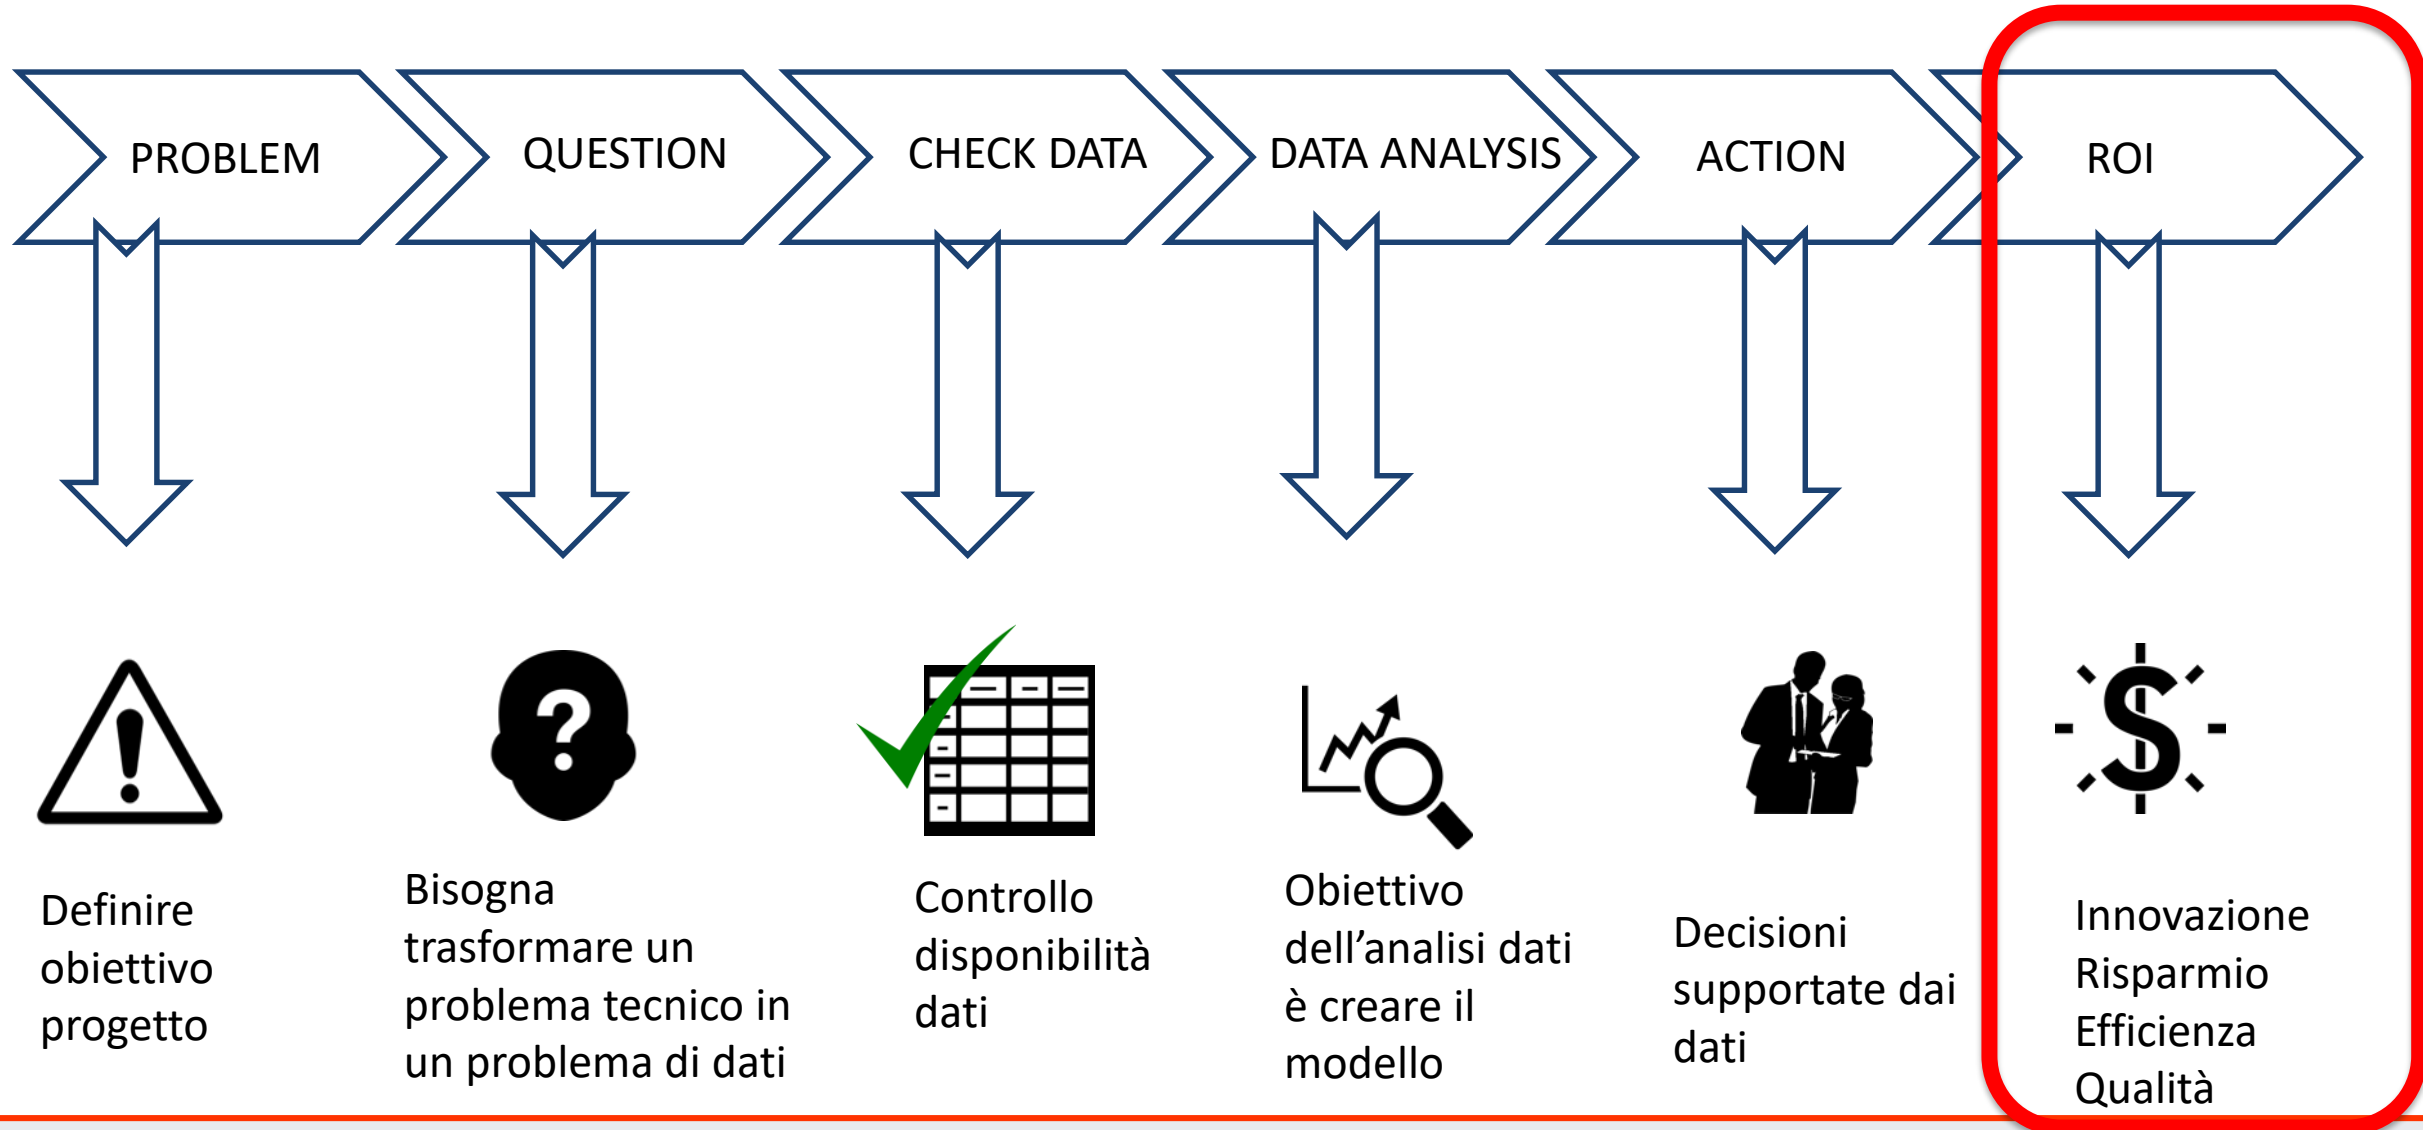 PROBLEM
QUESTION
CHECK DATA
DATA ANALYSIS
ACTION
ROI
?
$
Definire
obiettivo
progetto
Bisogna
trasformare un
problema tecnico in
un problema di dati
Controllo
disponibilità
dati
Obiettivo
dell’analisi dati
è creare il
modello
Decisioni
supportate dai
dati
Innovazione
Risparmio
Efficienza
Qualità